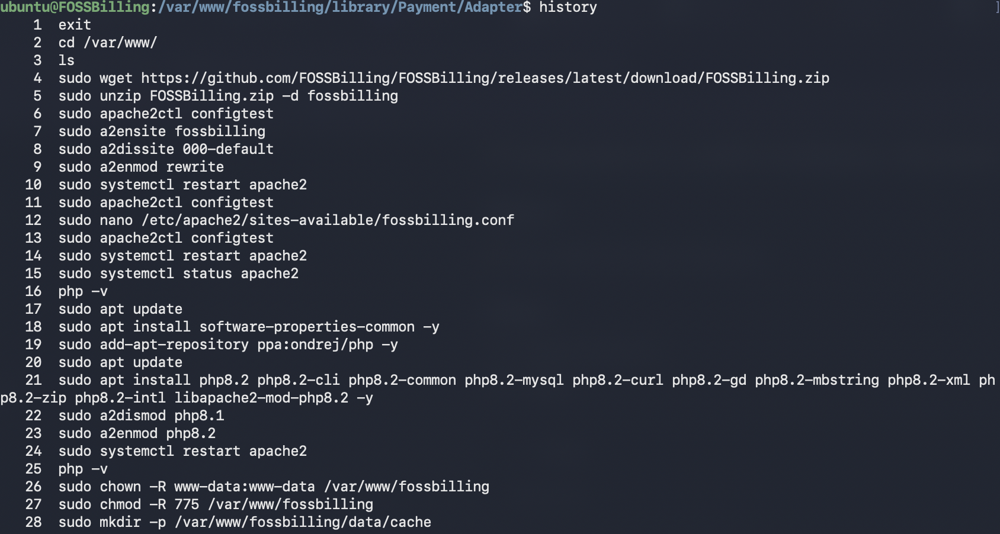 ubuntu@FOSSBilling:/var/www/fossbilling/library/Payment/Adapter$ history
1 exit
2 cd /var/www/
3 ls
4 sudo wget https://github.com/FOSSBilling/FOSSBilling/releases/latest/download/FOSSBilling.zip
5 sudo unzip FOSSBilling.zip -d fossbilling
6 sudo apache2ctl configtest
7 sudo a2ensite fossbilling
8 sudo a2dissite 000-default
9 sudo a2enmod rewrite
10 sudo systemctl restart apache2
11 sudo apache2ctl configtest
12 sudo nano /etc/apache2/sites-available/fossbilling.conf
13 sudo apache2ctl configtest
14 sudo systemctl restart apache2
15 sudo systemctl status apache2
16 php -v
17 sudo apt update
18 sudo apt install software-properties-common -y
19 sudo add-apt-repository ppa:ondrej/php -y
20 sudo apt update
21 sudo apt install php8.2 php8.2-cli php8.2-common php8.2-mysql php8.2-curl php8.2-gd php8.2-mbstring php8.2-xml ph
p8.2-zip php8.2-intl libapache2-mod-php8.2 -y
22 sudo a2dismod php8.1
23 sudo a2enmod php8.2
24 sudo systemctl restart apache2
25 php -v
26 sudo chown -R www-data:www-data /var/www/fossbilling
27 sudo chmod -R 775 /var/www/fossbilling
28 sudo mkdir -p /var/www/fossbilling/data/cache